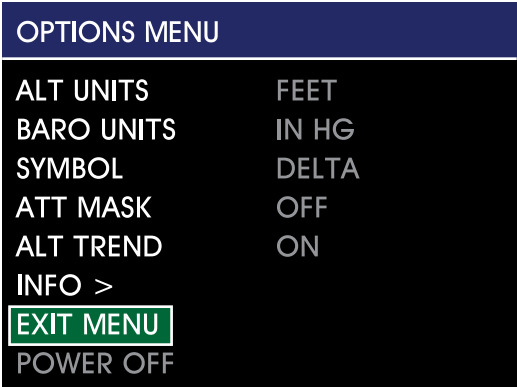 OPTIONS MENU
ALT UNITS FEET
BARO UNITS IN HG
SYMBOL DELTA
ATT MASK OFF
ALT TREND ON
INFO >
EXIT MENU
POWER OFF